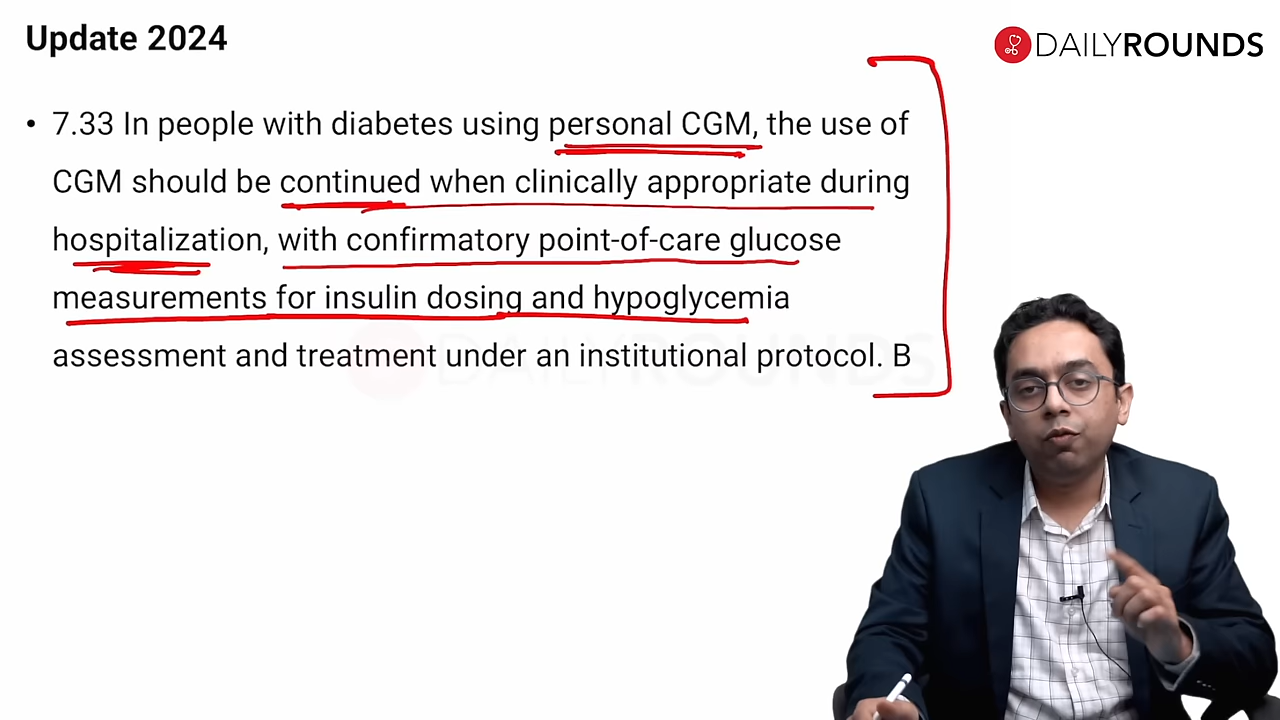 Update 2024
DAILYROUNDS
• 7.33 In people with diabetes using personal CGM, the use of
CGM should be continued when clinically appropriate during
hospitalization, with confirmatory point-of-care glucose
measurements for insulin dosing and hypoglycemia
assessment and treatment under an institutional protocol. B
DAILYROUNDS